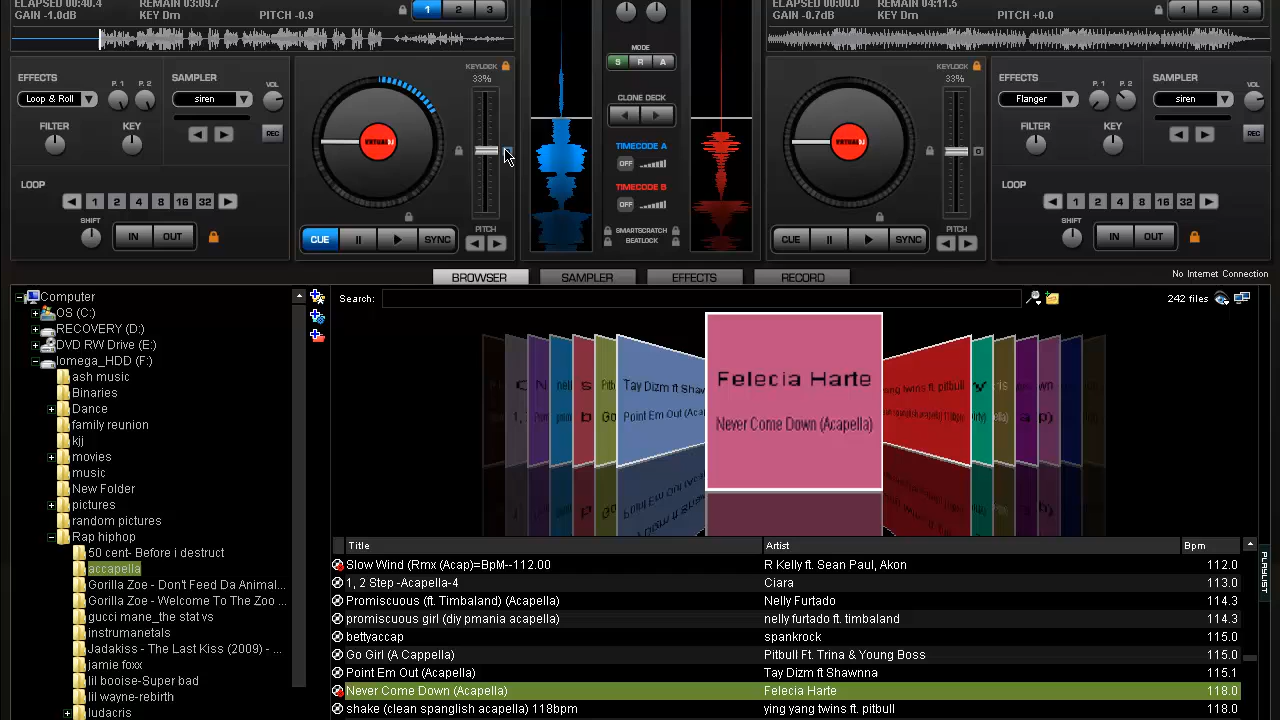 ELAPSED 00:40.4 REMAIN 03:09.7
GAIN -1.0dB KEY Dm PITCH -0.9
1 2 3
ELAPSED 00:00.0 REMAIN 04:11.5
GAIN -0.7dB KEY Dm PITCH +0.0
1 2 3
EFFECTS
P. 1 P. 2
SAMPLER
VOL
Loop & Roll
siren
REC
FILTER
KEY
LOOP
1 2 4 8 16 32
SHIFT
IN OUT
KEYLOCK
33%
CUE
SYNC
PITCH
MODE
S R A
CLONE DECK
TIMECODE A
OFF
TIMECODE B
OFF
SMARTSCRATCH
BEATLOCK
KEYLOCK
33%
CUE
SYNC
PITCH
EFFECTS
P. 1 P. 2
SAMPLER
VOL
Flanger
siren
REC
FILTER
KEY
LOOP
1 2 4 8 16 32
SHIFT
IN OUT
BROWSER SAMPLER EFFECTS RECORD
No Internet Connection
Computer
OS (C:)
RECOVERY (D:)
DVD RW Drive (E:)
Iomega_HDD (F:)
ash music
Binaries
Dance
family reunion
kjj
movies
music
New Folder
pictures
random pictures
Rap hiphop
50 cent- Before i destruct
accapella
Gorilla Zoe - Don't Feed Da Animal...
Gorilla Zoe - Welcome To The Zoo ...
gucci mane_the stat vs
instrumanetals
Jadakiss - The Last Kiss (2009) - ...
jamie foxx
lil booise-Super bad
lil wayne-rebirth
ludacris
Search:
242 files
Tay Dizm ft Shaw
Point Em Out (Aca
Felecia Harte
Never Come Down (Acapella)
ang twins ft. pitbull
Title Artist Bpm
Slow Wind (Rmx (Acap)=BpM--112.00 R Kelly ft. Sean Paul, Akon 112.0
1, 2 Step -Acapella-4 Ciara 113.0
Promiscuous (ft. Timbaland) (Acapella) Nelly Furtado 114.3
promiscuous girl (diy pmania acapella) nelly furtado ft. timbaland 114.3
bettyaccap spankrock 115.0
Go Girl (A Cappella) Pitbull Ft. Trina & Young Boss 115.0
Point Em Out (Acapella) Tay Dizm ft Shawnna 115.1
Never Come Down (Acapella) Felecia Harte 118.0
shake (clean spanglish acapella) 118bpm ying yang twins ft. pitbull 118.0
PLAYLIST